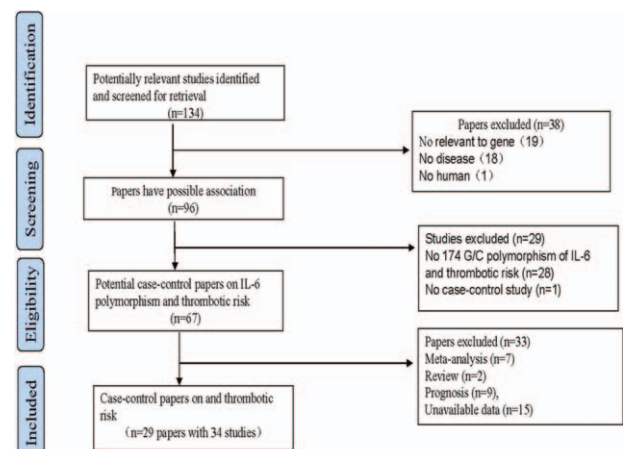 Identification
Potentially relevant studies identified
and screened for retrieval
(n=134)
Papers excluded (n=38)
No relevant to gene（19）
No disease（18）
No human（1）
Screening
Papers have possible association
(n=96)
Studies excluded (n=29)
No 174 G/C polymorphism of IL-6
and thrombotic risk (n=28)
No case-control study (n=1)
Eligibility
Potential case-control papers on IL-6
polymorphism and thrombotic risk
(n=67)
Papers excluded (n=33)
Meta-analysis (n=7)
Review (n=2)
Prognosis (n=9),
Unavailable data (n=15)
Included
Case-control papers on and thrombotic
risk
（n=29 papers with 34 studies）